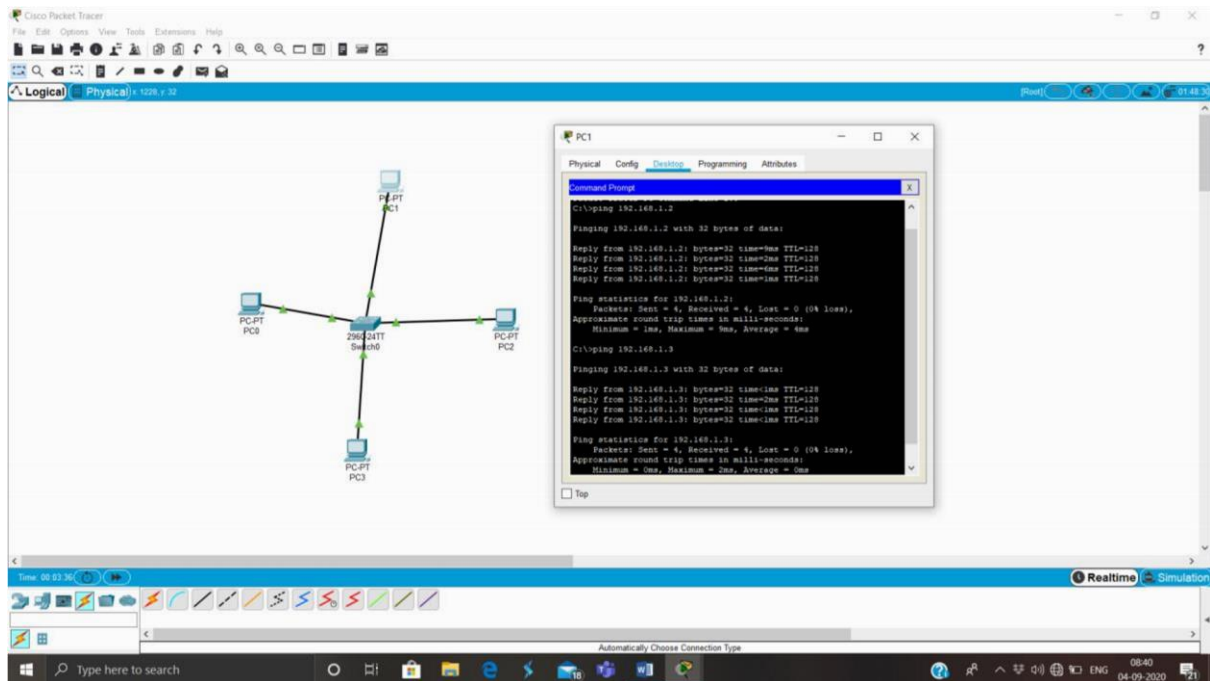 Cisco Packet Tracer
File Edit Options View Tools Extensions Help
?
Logical Physical x 1228, y 32 [Root] 01:48:30
PC-PT
PC1
PC-PT
PC0
2960-24TT
Switch0
PC-PT
PC2
PC-PT
PC3
PC1
Physical Config Desktop Programming Attributes
Command Prompt X
C:\>ping 192.168.1.2
Pinging 192.168.1.2 with 32 bytes of data:
Reply from 192.168.1.2: bytes=32 time=9ms TTL=128
Reply from 192.168.1.2: bytes=32 time=2ms TTL=128
Reply from 192.168.1.2: bytes=32 time=6ms TTL=128
Reply from 192.168.1.2: bytes=32 time=1ms TTL=128
Ping statistics for 192.168.1.2:
Packets: Sent = 4, Received = 4, Lost = 0 (0% loss),
Approximate round trip times in milli-seconds:
Minimum = 1ms, Maximum = 9ms, Average = 4ms
C:\>ping 192.168.1.3
Pinging 192.168.1.3 with 32 bytes of data:
Reply from 192.168.1.3: bytes=32 time<1ms TTL=128
Reply from 192.168.1.3: bytes=32 time=2ms TTL=128
Reply from 192.168.1.3: bytes=32 time<1ms TTL=128
Reply from 192.168.1.3: bytes=32 time<1ms TTL=128
Ping statistics for 192.168.1.3:
Packets: Sent = 4, Received = 4, Lost = 0 (0% loss),
Approximate round trip times in milli-seconds:
Minimum = 0ms, Maximum = 2ms, Average = 0ms
Top
Time: 00:03:36 Realtime Simulation
Automatically Choose Connection Type
Type here to search
18
ENG
08:40
04-09-2020
21